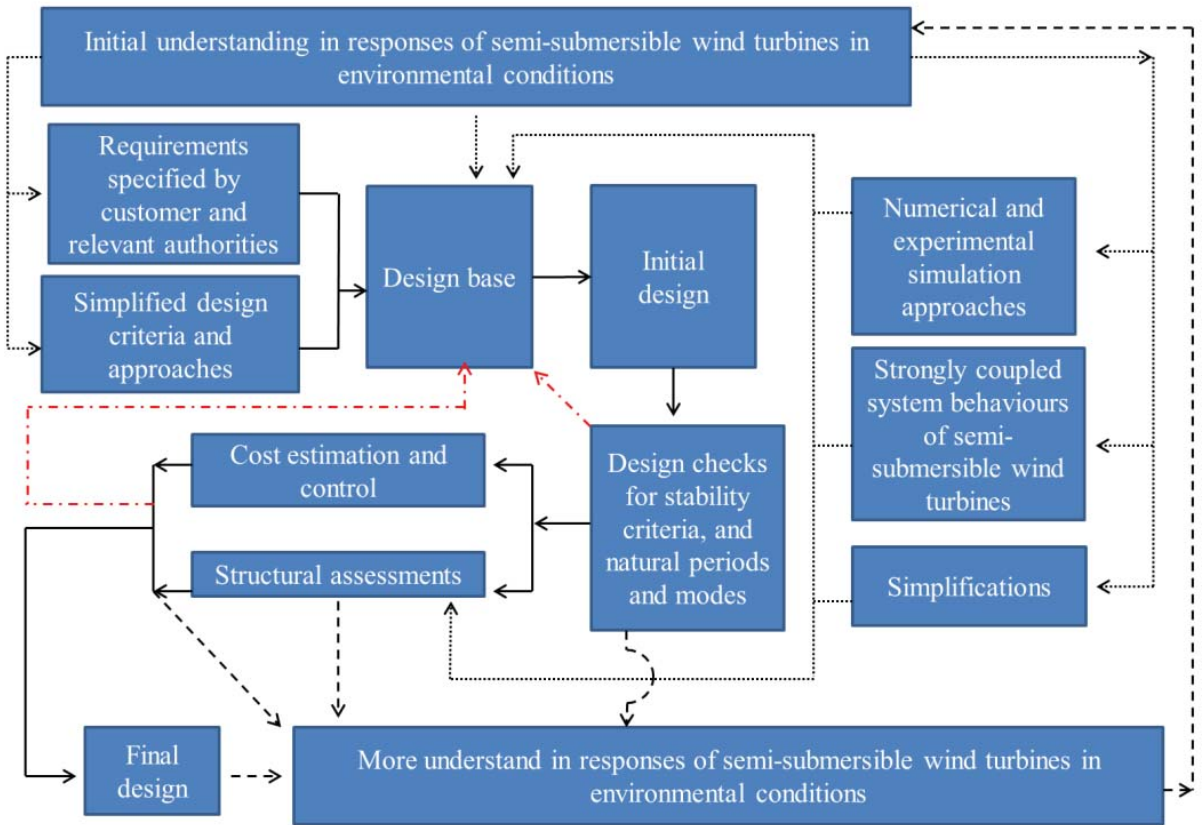 Initial understanding in responses of semi-submersible wind turbines in
environmental conditions
Requirements
specified by
customer and
relevant authorities
Simplified design
criteria and
approaches
Design base
Initial
design
Numerical and
experimental
simulation
approaches
Strongly coupled
system behaviours
of semi-
submersible wind
turbines
Simplifications
Design checks
for stability
criteria, and
natural periods
and modes
Cost estimation and
control
Structural assessments
Final
design
More understand in responses of semi-submersible wind turbines in
environmental conditions